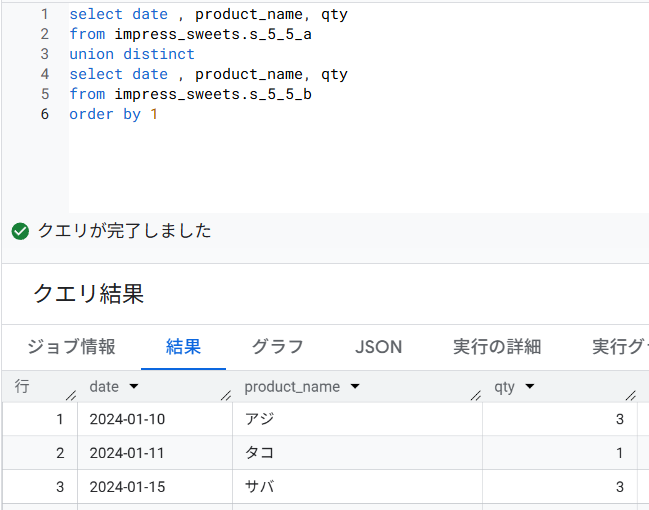 1 select date , product_name, qty
2 from impress_sweets.s_5_5_a
3 union distinct
4 select date , product_name, qty
5 from impress_sweets.s_5_5_b
6 order by 1
クエリが完了しました
クエリ結果
ジョブ情報 結果 グラフ JSON 実行の詳細 実行グ
行 date product_name qty
1 2024-01-10 アジ 3
2 2024-01-11 タコ 1
3 2024-01-15 サバ 3